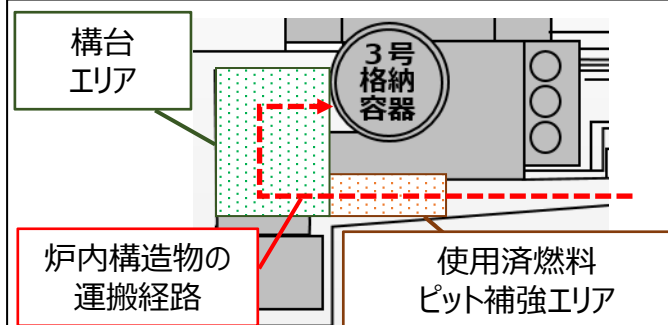 構台
エリア
３号
格納
容器
炉内構造物の
運搬経路
使用済燃料
ピット補強エリア